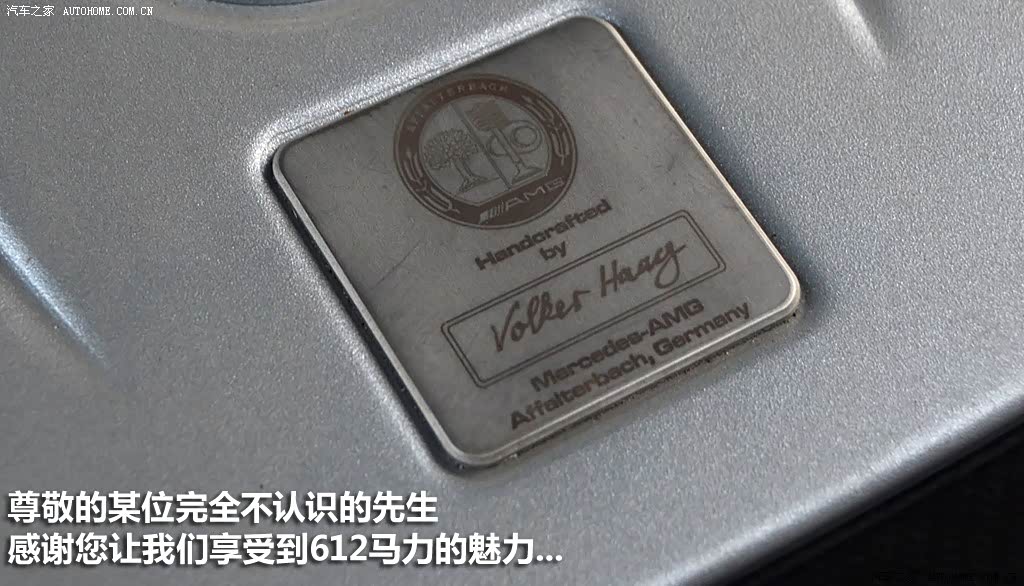 汽车之家 AUTOHOME.COM.CN
AFFALTERBACH
AMG
Handcrafted
by
Volker Haag
Mercedes-AMG
Affalterbach, Germany
尊敬的某位完全不认识的先生
感谢您让我们享受到612马力的魅力...